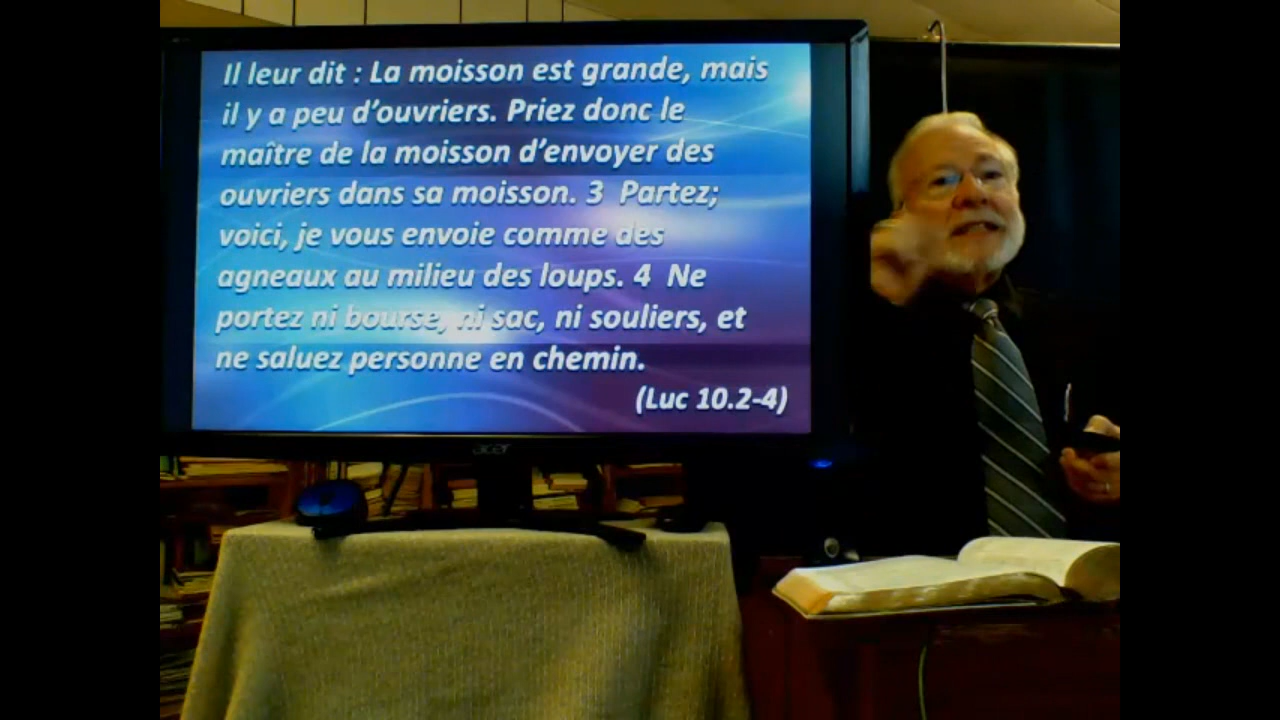 Il leur dit : La moisson est grande, mais
il y a peu d’ouvriers. Priez donc le
maître de la moisson d’envoyer des
ouvriers dans sa moisson. 3 Partez;
voici, je vous envoie comme des
agneaux au milieu des loups. 4 Ne
portez ni bourse, ni sac, ni souliers, et
ne saluez personne en chemin.
(Luc 10.2-4)
acer